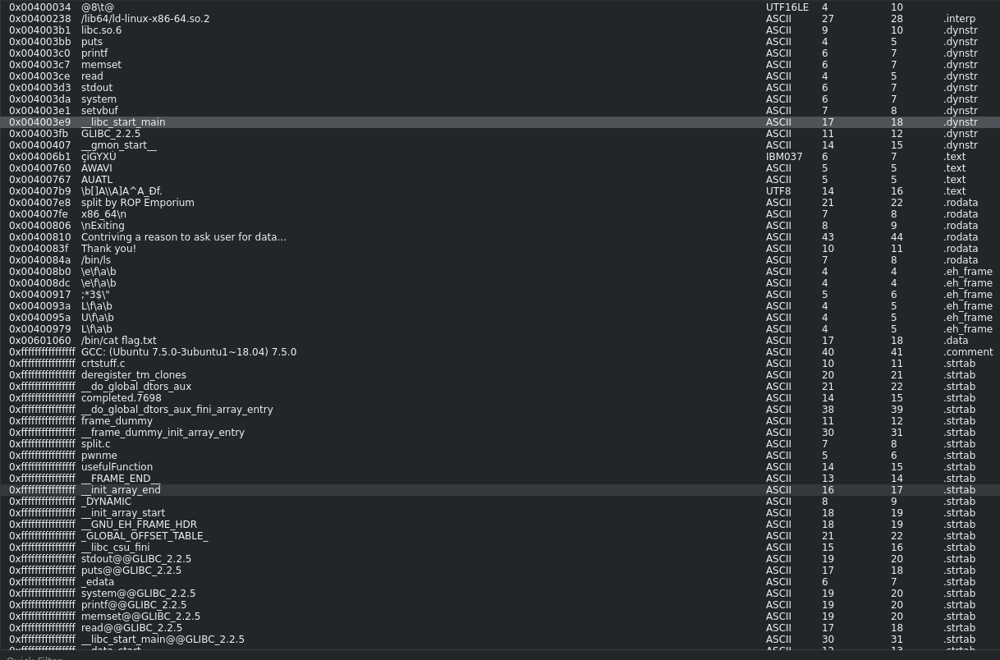 0x00400034 @8\t@ UTF16LE 4 10
0x00400238 /lib64/ld-linux-x86-64.so.2 ASCII 27 28 .interp
0x004003b1 libc.so.6 ASCII 9 10 .dynstr
0x004003bb puts ASCII 4 5 .dynstr
0x004003c0 printf ASCII 6 7 .dynstr
0x004003c7 memset ASCII 6 7 .dynstr
0x004003ce read ASCII 4 5 .dynstr
0x004003d3 stdout ASCII 6 7 .dynstr
0x004003da system ASCII 6 7 .dynstr
0x004003e1 setvbuf ASCII 7 8 .dynstr
0x004003e9 __libc_start_main ASCII 17 18 .dynstr
0x004003fb GLIBC_2.2.5 ASCII 11 12 .dynstr
0x00400407 __gmon_start__ ASCII 14 15 .dynstr
0x004006b1 çïGYXÙ IBM037 6 7 .text
0x00400760 AWAVI ASCII 5 5 .text
0x00400767 AUATL ASCII 5 5 .text
0x004007b9 \b[]A\\A]A^A_Ðf. UTF8 14 16 .text
0x004007e8 split by ROP Emporium ASCII 21 22 .rodata
0x004007fe x86_64\n ASCII 7 8 .rodata
0x00400806 \nExiting ASCII 8 9 .rodata
0x00400810 Contriving a reason to ask user for data... ASCII 43 44 .rodata
0x0040083f Thank you! ASCII 10 11 .rodata
0x0040084a /bin/ls ASCII 7 8 .rodata
0x004008b0 \e\f\a\b ASCII 4 4 .eh_frame
0x004008dc \e\f\a\b ASCII 4 4 .eh_frame
0x00400917 ;*3$\" ASCII 5 6 .eh_frame
0x0040093a L\f\a\b ASCII 4 5 .eh_frame
0x0040095a U\f\a\b ASCII 4 5 .eh_frame
0x00400979 L\f\a\b ASCII 4 5 .eh_frame
0x00601060 /bin/cat flag.txt ASCII 17 18 .data
0xffffffffffffffff GCC: (Ubuntu 7.5.0-3ubuntu1~18.04) 7.5.0 ASCII 40 41 .comment
0xffffffffffffffff crtstuff.c ASCII 10 11 .strtab
0xffffffffffffffff deregister_tm_clones ASCII 20 21 .strtab
0xffffffffffffffff __do_global_dtors_aux ASCII 21 22 .strtab
0xffffffffffffffff completed.7698 ASCII 14 15 .strtab
0xffffffffffffffff __do_global_dtors_aux_fini_array_entry ASCII 38 39 .strtab
0xffffffffffffffff frame_dummy ASCII 11 12 .strtab
0xffffffffffffffff __frame_dummy_init_array_entry ASCII 30 31 .strtab
0xffffffffffffffff split.c ASCII 7 8 .strtab
0xffffffffffffffff pwnme ASCII 5 6 .strtab
0xffffffffffffffff usefulFunction ASCII 14 15 .strtab
0xffffffffffffffff __FRAME_END__ ASCII 13 14 .strtab
0xffffffffffffffff __init_array_end ASCII 16 17 .strtab
0xffffffffffffffff _DYNAMIC ASCII 8 9 .strtab
0xffffffffffffffff __init_array_start ASCII 18 19 .strtab
0xffffffffffffffff __GNU_EH_FRAME_HDR ASCII 18 19 .strtab
0xffffffffffffffff _GLOBAL_OFFSET_TABLE_ ASCII 21 22 .strtab
0xffffffffffffffff __libc_csu_fini ASCII 15 16 .strtab
0xffffffffffffffff stdout@@GLIBC_2.2.5 ASCII 19 20 .strtab
0xffffffffffffffff puts@@GLIBC_2.2.5 ASCII 17 18 .strtab
0xffffffffffffffff _edata ASCII 6 7 .strtab
0xffffffffffffffff system@@GLIBC_2.2.5 ASCII 19 20 .strtab
0xffffffffffffffff printf@@GLIBC_2.2.5 ASCII 19 20 .strtab
0xffffffffffffffff memset@@GLIBC_2.2.5 ASCII 19 20 .strtab
0xffffffffffffffff read@@GLIBC_2.2.5 ASCII 17 18 .strtab
0xffffffffffffffff __libc_start_main@@GLIBC_2.2.5 ASCII 30 31 .strtab
0xffffffffffffffff __data_start ASCII 12 13 .strtab
Quick Filter